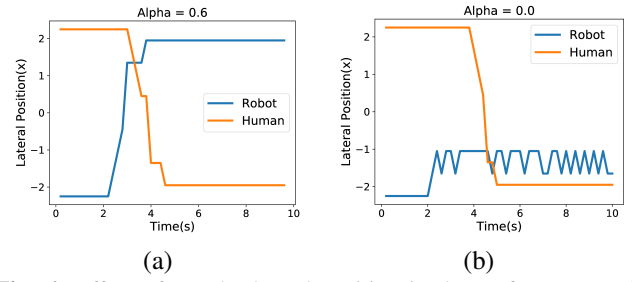 Alpha = 0.6
Lateral Position(x)
2
1
0
−1
−2
Robot
Human
0
2
4
6
8
10
Time(s)
(a)
Alpha = 0.0
Lateral Position(x)
2
1
0
−1
−2
Robot
Human
0
2
4
6
8
10
Time(s)
(b)